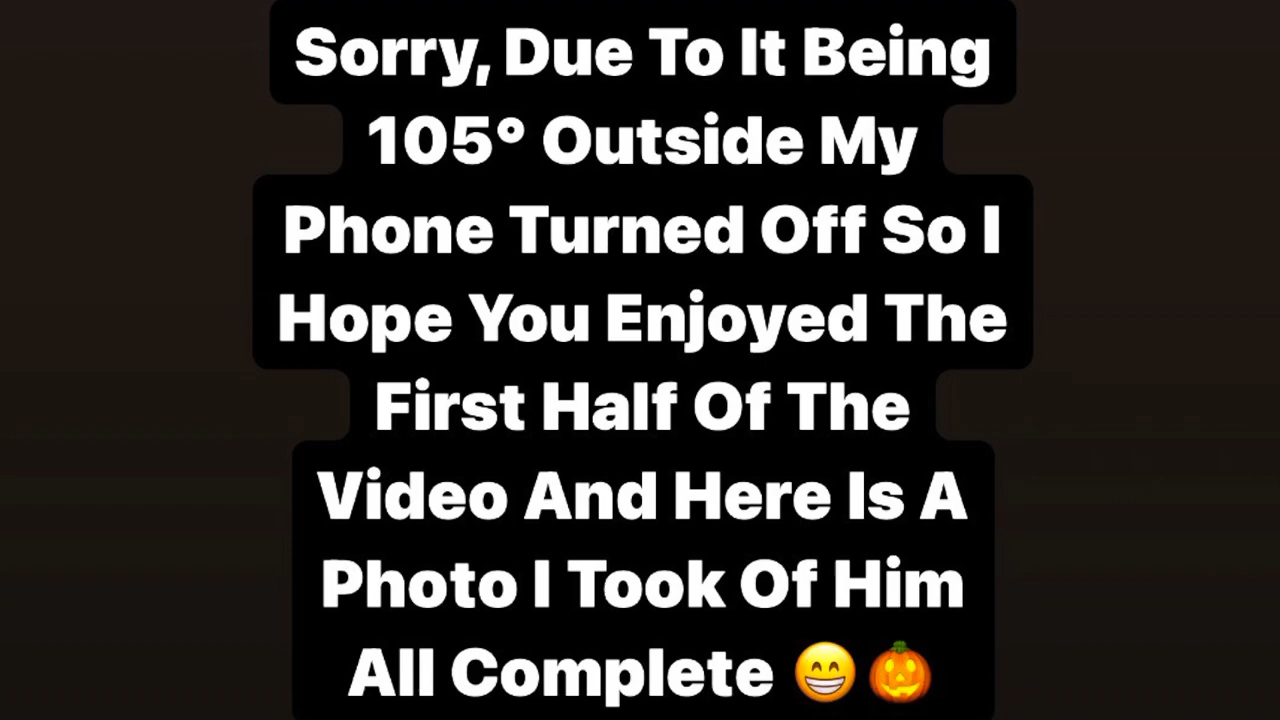 Sorry, Due To It Being
105° Outside My
Phone Turned Off So I
Hope You Enjoyed The
First Half Of The
Video And Here Is A
Photo I Took Of Him
All Complete 😁🎃